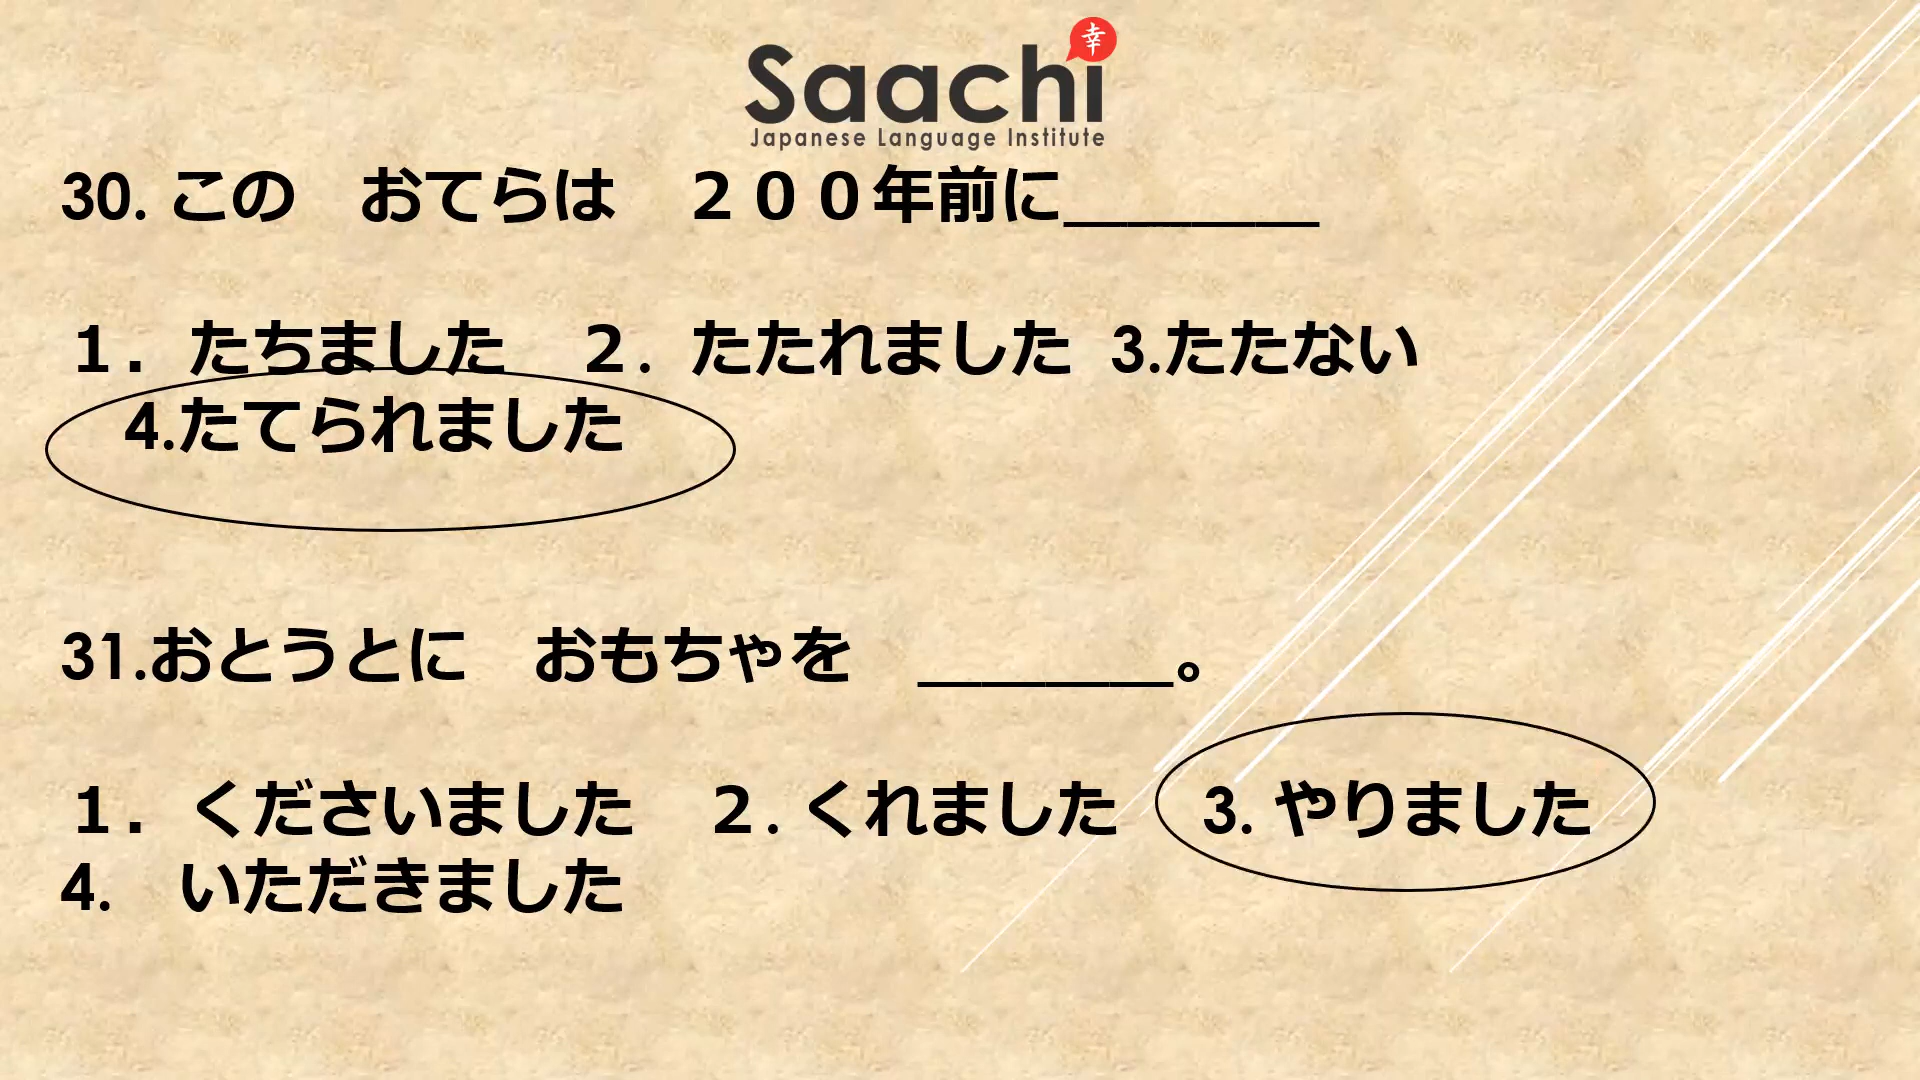 幸
Saachi
Japanese Language Institute
30. この　おてらは　２００年前に________
１．たちました　２．たたれました 3.たたない
4.たてられました
31.おとうとに　おもちゃを　________。
１．くださいました　２. くれました　3. やりました
4.　いただきました